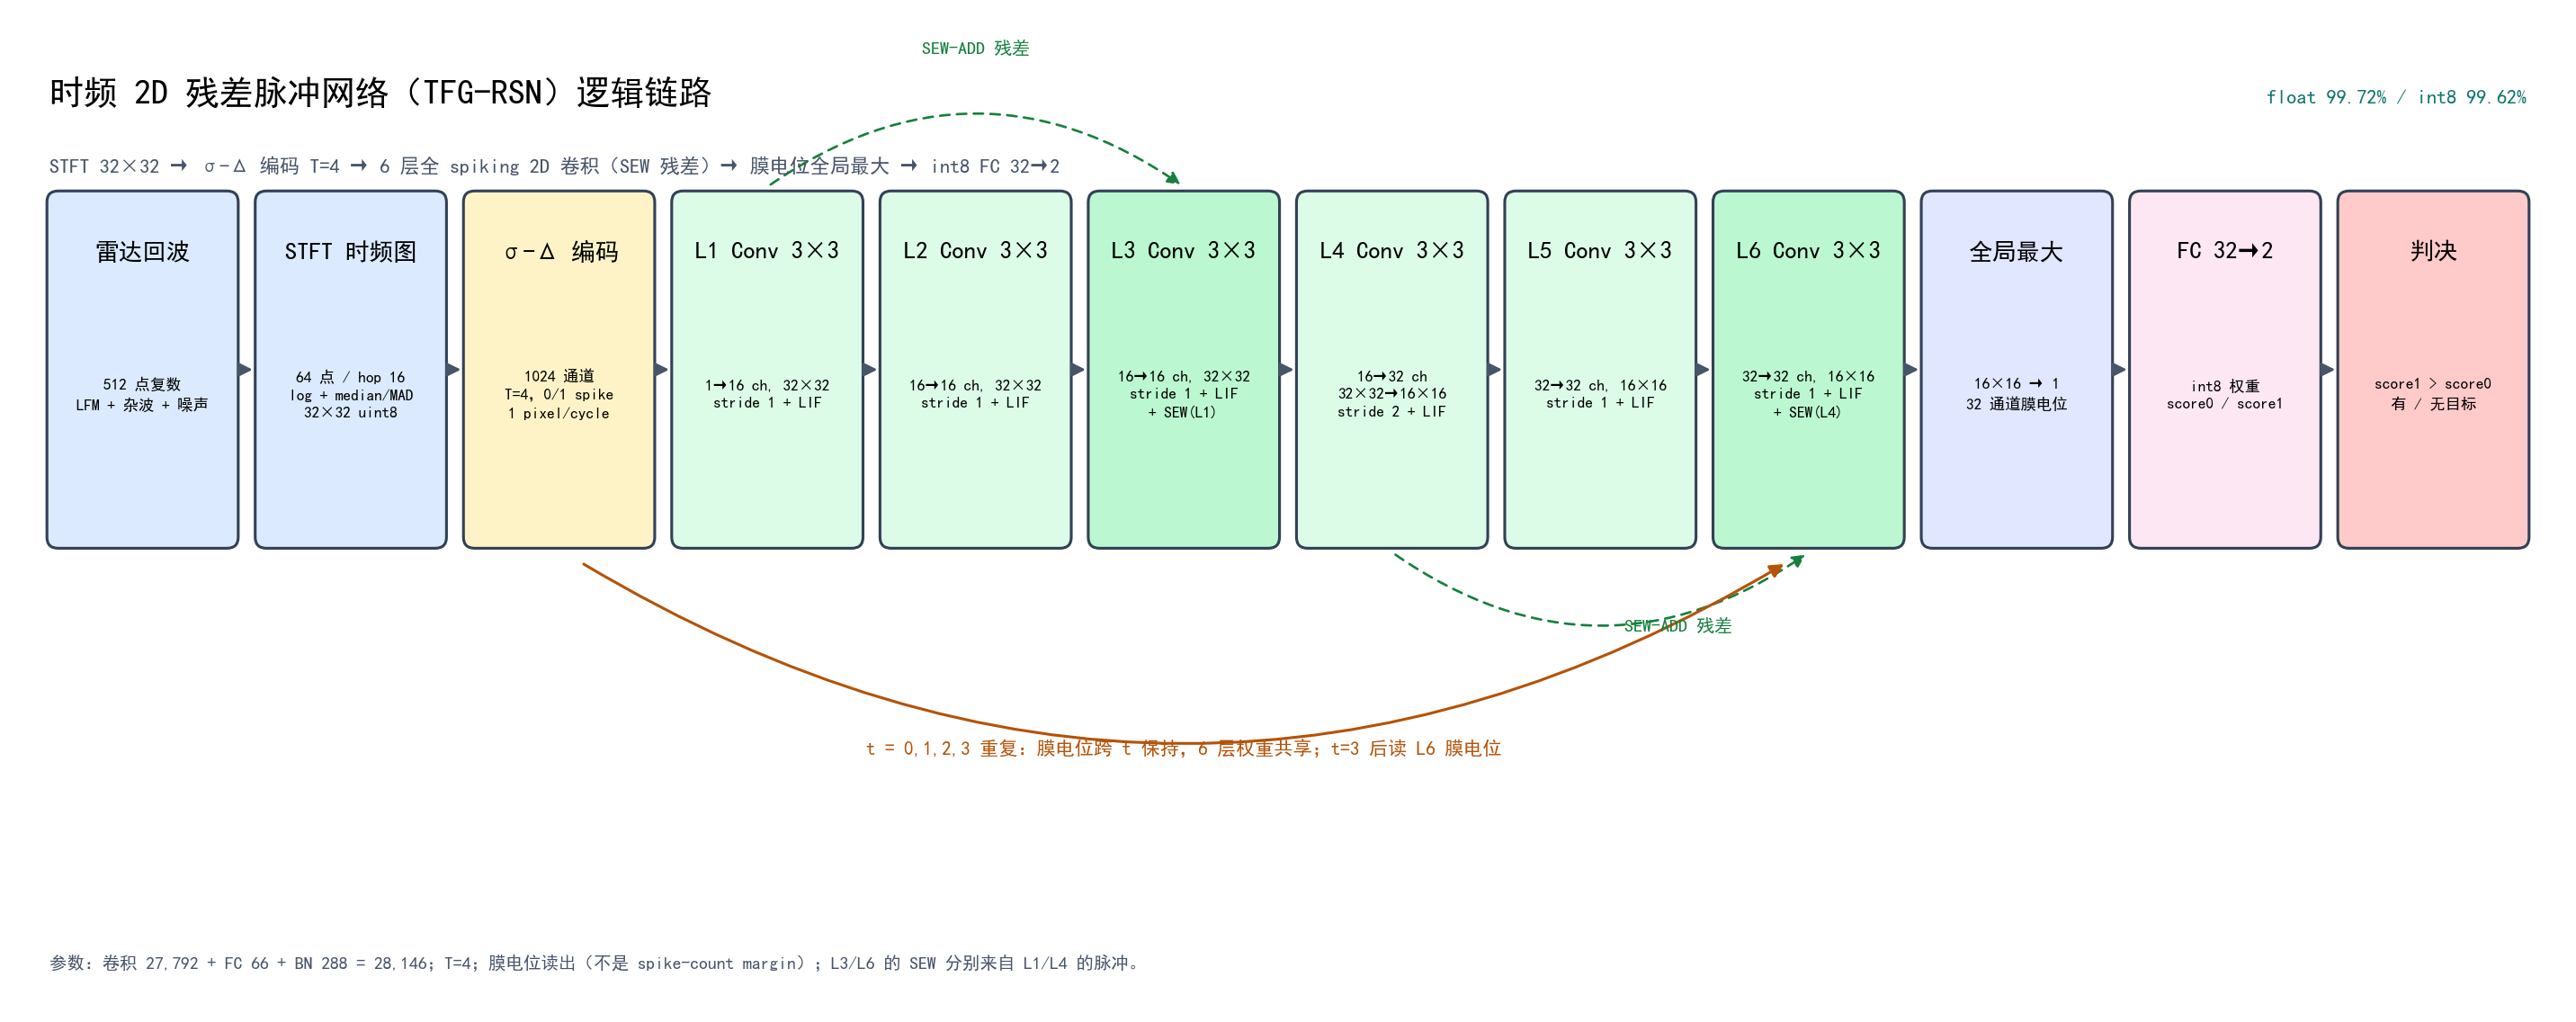 SEW-ADD 残差
时频 2D 残差脉冲网络（TFG-RSN）逻辑链路
float 99.72% / int8 99.62%
STFT 32×32 → σ-Δ 编码 T=4 → 6 层全 spiking 2D 卷积（SEW 残差）→ 膜电位全局最大 → int8 FC 32→2
雷达回波
512 点复数
LFM + 杂波 + 噪声
STFT 时频图
64 点 / hop 16
log + median/MAD
32×32 uint8
σ-Δ 编码
1024 通道
T=4, 0/1 spike
1 pixel/cycle
L1 Conv 3×3
1→16 ch, 32×32
stride 1 + LIF
L2 Conv 3×3
16→16 ch, 32×32
stride 1 + LIF
L3 Conv 3×3
16→16 ch, 32×32
stride 1 + LIF
+ SEW(L1)
L4 Conv 3×3
16→32 ch
32×32→16×16
stride 2 + LIF
L5 Conv 3×3
32→32 ch, 16×16
stride 1 + LIF
L6 Conv 3×3
32→32 ch, 16×16
stride 1 + LIF
+ SEW(L4)
全局最大
16×16 → 1
32 通道膜电位
FC 32→2
int8 权重
score0 / score1
判决
score1 > score0
有 / 无目标
SEW-ADD 残差
t = 0,1,2,3 重复：膜电位跨 t 保持，6 层权重共享；t=3 后读 L6 膜电位
参数：卷积 27,792 + FC 66 + BN 288 = 28,146；T=4；膜电位读出（不是 spike-count margin）；L3/L6 的 SEW 分别来自 L1/L4 的脉冲。